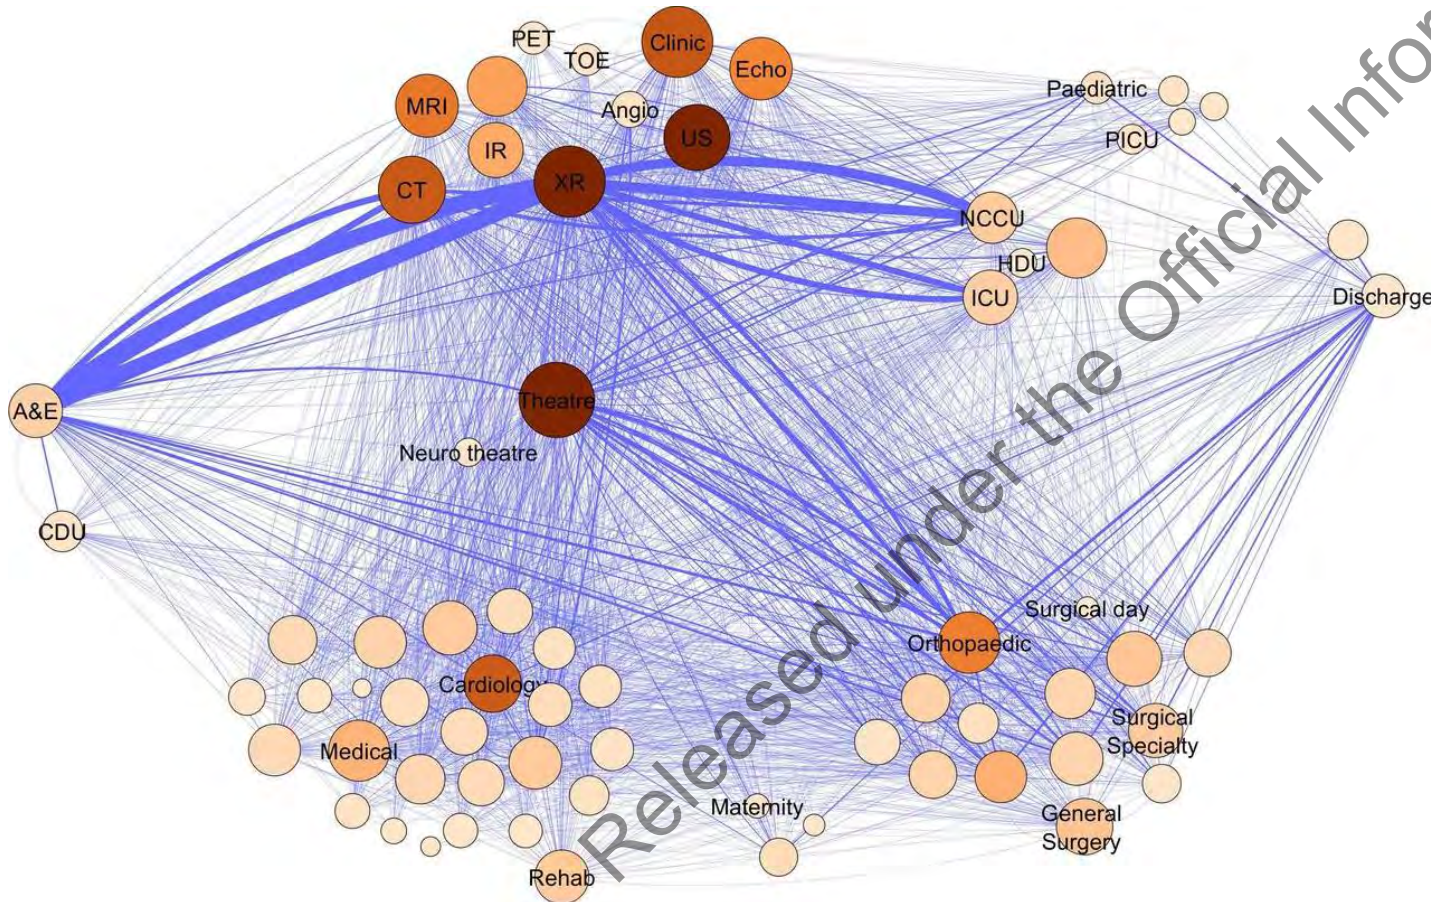 PET
TOE
Clinic
Echo
MRI
Angio
US
IR
XR
CT
Paediatric
PICU
NCCU
HDU
ICU
Discharge
A&E
Theatre
Neuro theatre
CDU
Surgical day
Orthopaedic
Cardiology
Medical
Surgical
Specialty
Maternity
General
Surgery
Rehab
Released under the Official Infor